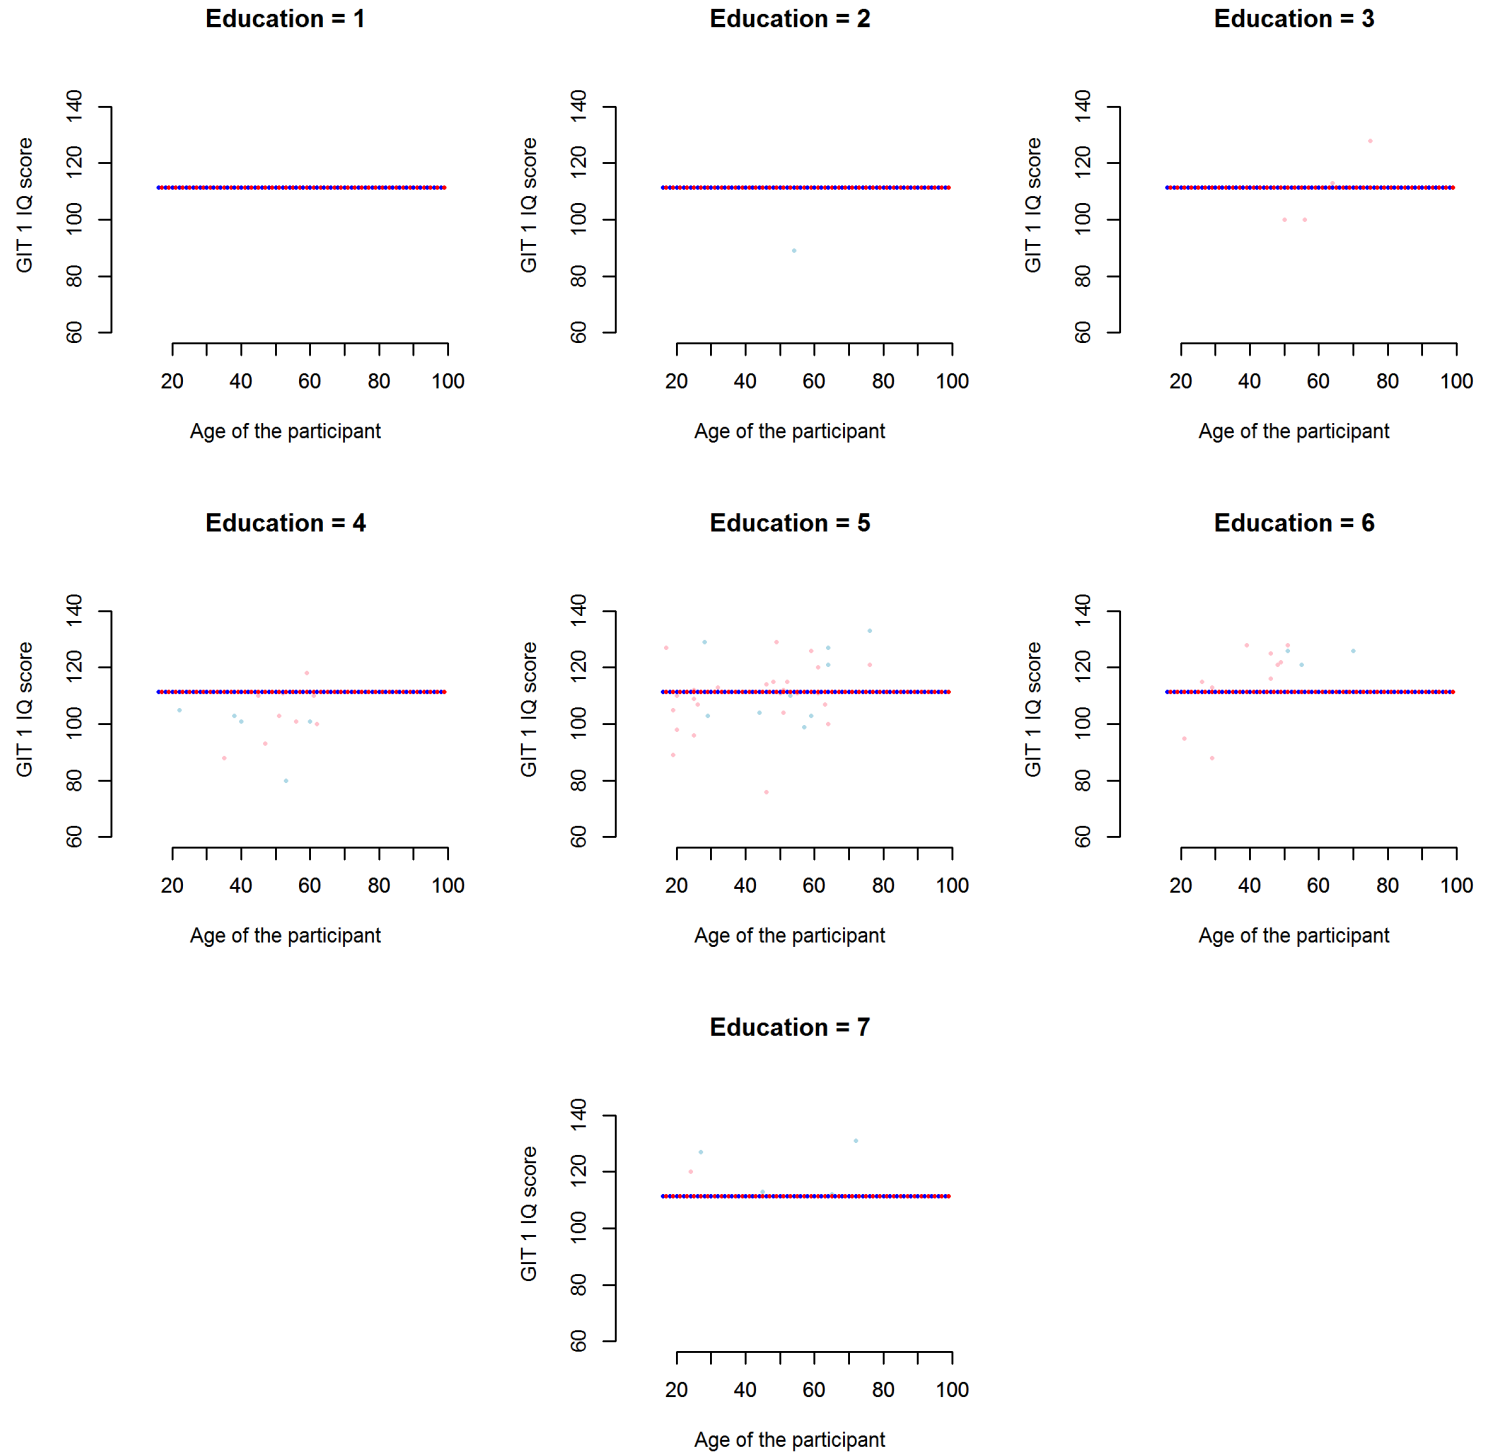 Education = 1
Education = 2
Education = 3
GIT 1 IQ score
60 80 100 120 140
20 40 60 80 100
Age of the participant
GIT 1 IQ score
60 80 100 120 140
20 40 60 80 100
Age of the participant
GIT 1 IQ score
60 80 100 120 140
20 40 60 80 100
Age of the participant
Education = 4
Education = 5
Education = 6
GIT 1 IQ score
60 80 100 120 140
20 40 60 80 100
Age of the participant
GIT 1 IQ score
60 80 100 120 140
20 40 60 80 100
Age of the participant
GIT 1 IQ score
60 80 100 120 140
20 40 60 80 100
Age of the participant
Education = 7
GIT 1 IQ score
60 80 100 120 140
20 40 60 80 100
Age of the participant